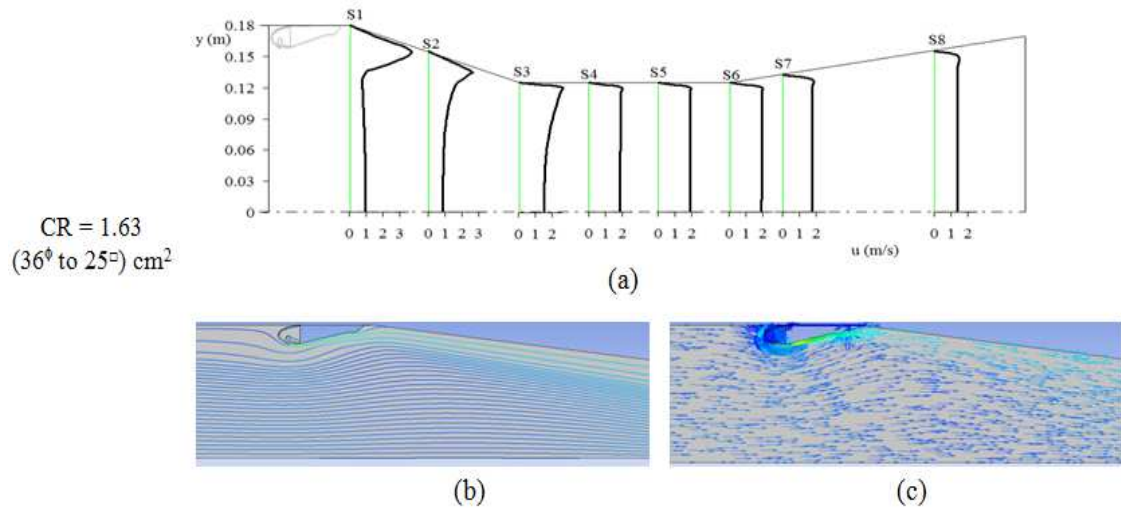 S1
0.18
y (m)
S2
S8
0.15
S7
S3 S4 S5 S6
0.12
0.09
0.06
0.03
0
0 1 2 3 0 1 2 3 0 1 2 0 1 2 0 1 2 0 1 2 0 1 2 0 1 2
u (m/s)
CR = 1.63
(36ᶲ to 25□) cm²
(a)
(b) (c)